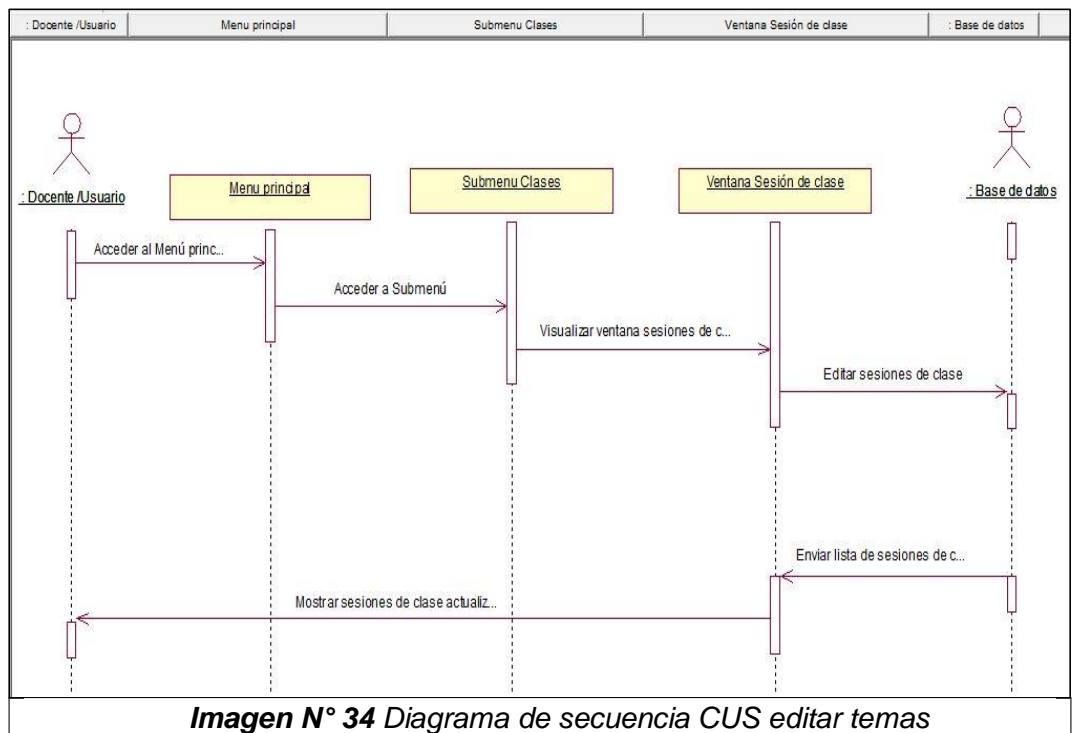 : Docente /Usuario
Menu principal
Submenu Clases
Ventana Sesión de clase
: Base de datos
: Docente /Usuario
Menu principal
Submenu Clases
Ventana Sesión de clase
: Base de datos
Acceder al Menú princ...
Acceder a Submenú
Visualizar ventana sesiones de c...
Editar sesiones de clase
Enviar lista de sesiones de c...
Mostrar sesiones de clase actualiz...
Imagen N° 34 Diagrama de secuencia CUS editar temas